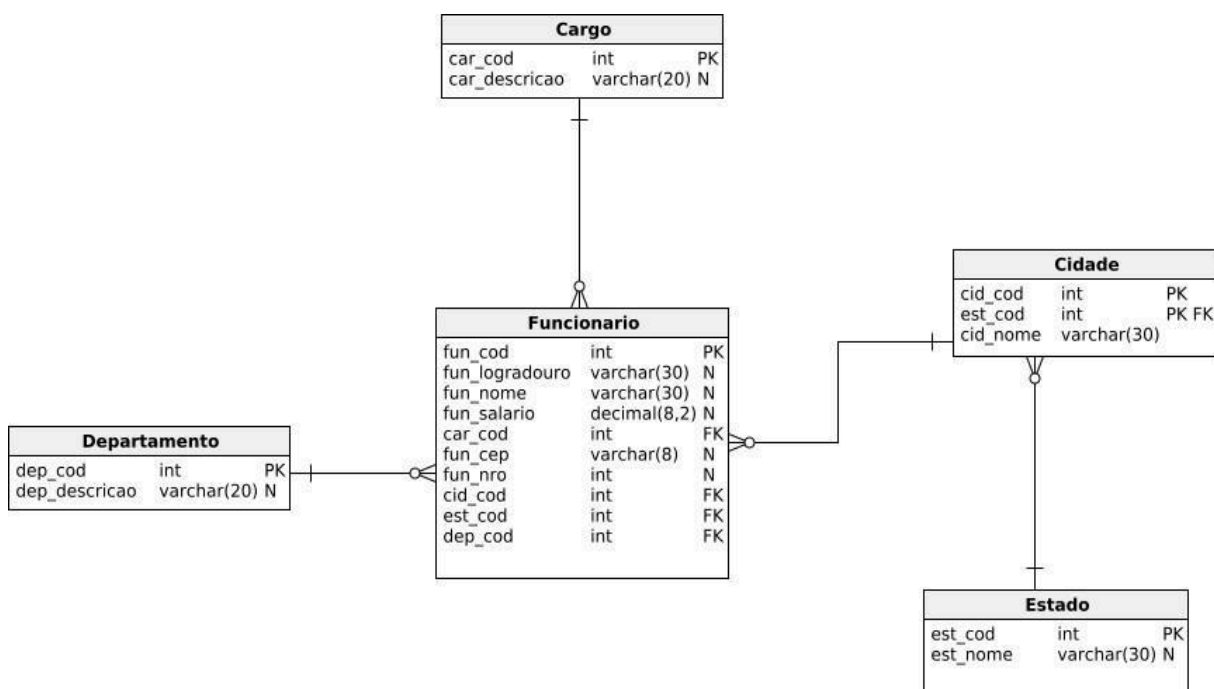 Cargo
car_cod int PK
car_descricao varchar(20) N
Cidade
cid_cod int PK
est_cod int PK FK
cid_nome varchar(30)
Funcionario
fun_cod int PK
fun_logradouro varchar(30) N
fun_nome varchar(30) N
fun_salario decimal(8,2) N
car_cod int FK
fun_cep varchar(8) N
fun_nro int N
cid_cod int FK
est_cod int FK
dep_cod int FK
Departamento
dep_cod int PK
dep_descricao varchar(20) N
Estado
est_cod int PK
est_nome varchar(30) N